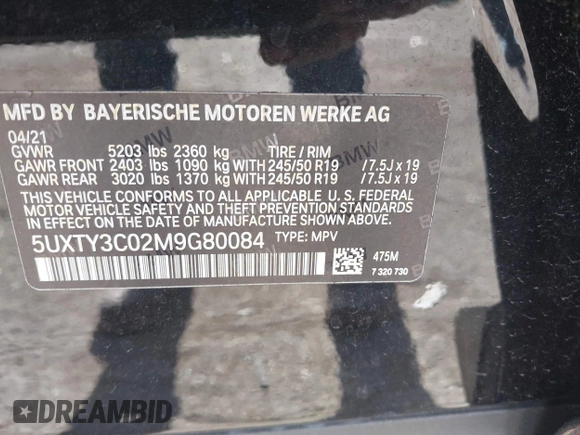 MFD BY BAYERISCHE MOTOREN WERKE AG
04/21
GVWR 5203 lbs 2360 kg TIRE / RIM
GAWR FRONT 2403 lbs 1090 kg WITH 245/50 R19 /7.5J x 19
GAWR REAR 3020 lbs 1370 kg WITH 245/50 R19 /7.5J x 19
THIS VEHICLE CONFORMS TO ALL APPLICABLE U. S. FEDERAL
MOTOR VEHICLE SAFETY AND THEFT PREVENTION STANDARDS
IN EFFECT ON THE DATE OF MANUFACTURE SHOWN ABOVE:
5UXTY3C02M9G80084 TYPE: MPV
475M
7 320 730
BMW
DREAMBID